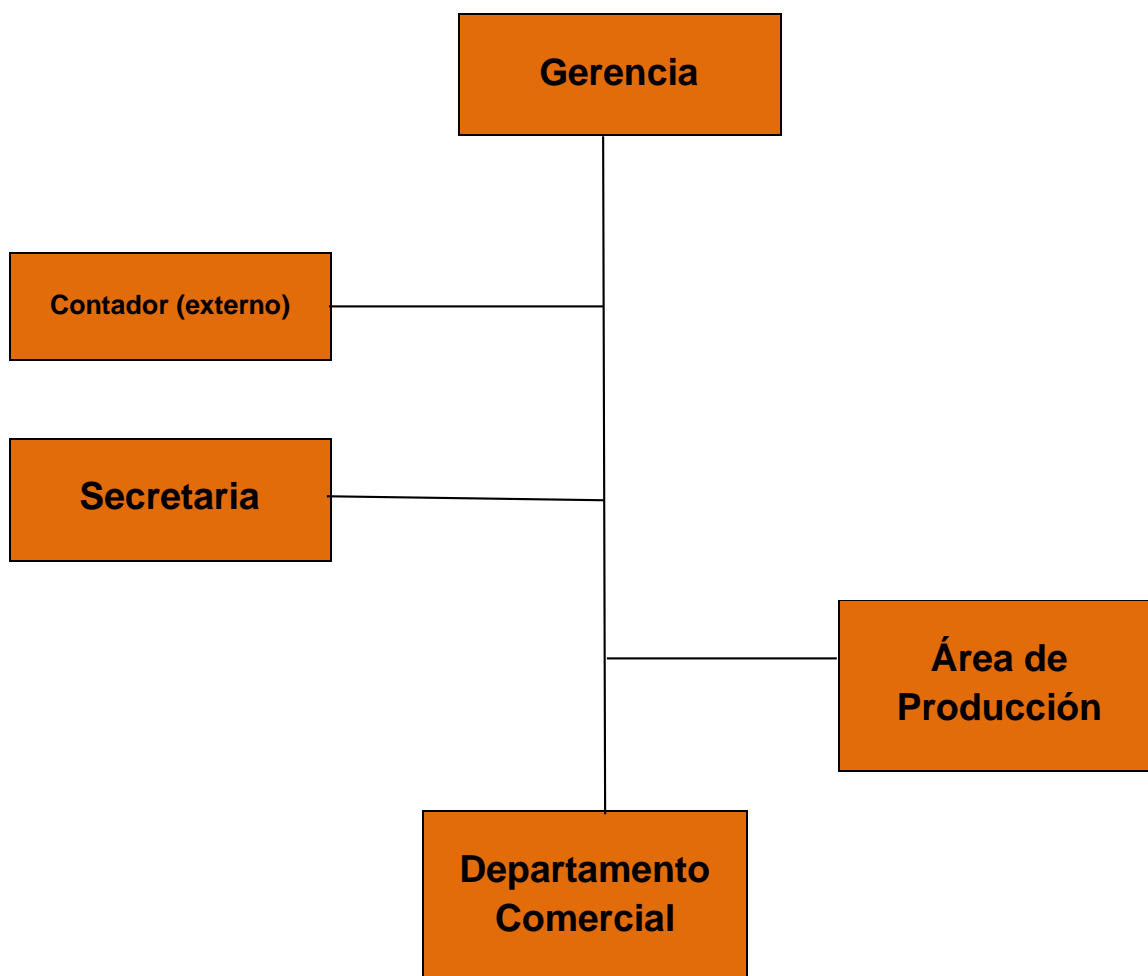 Gerencia
Contador (externo)
Secretaria
Área de
Producción
Departamento
Comercial